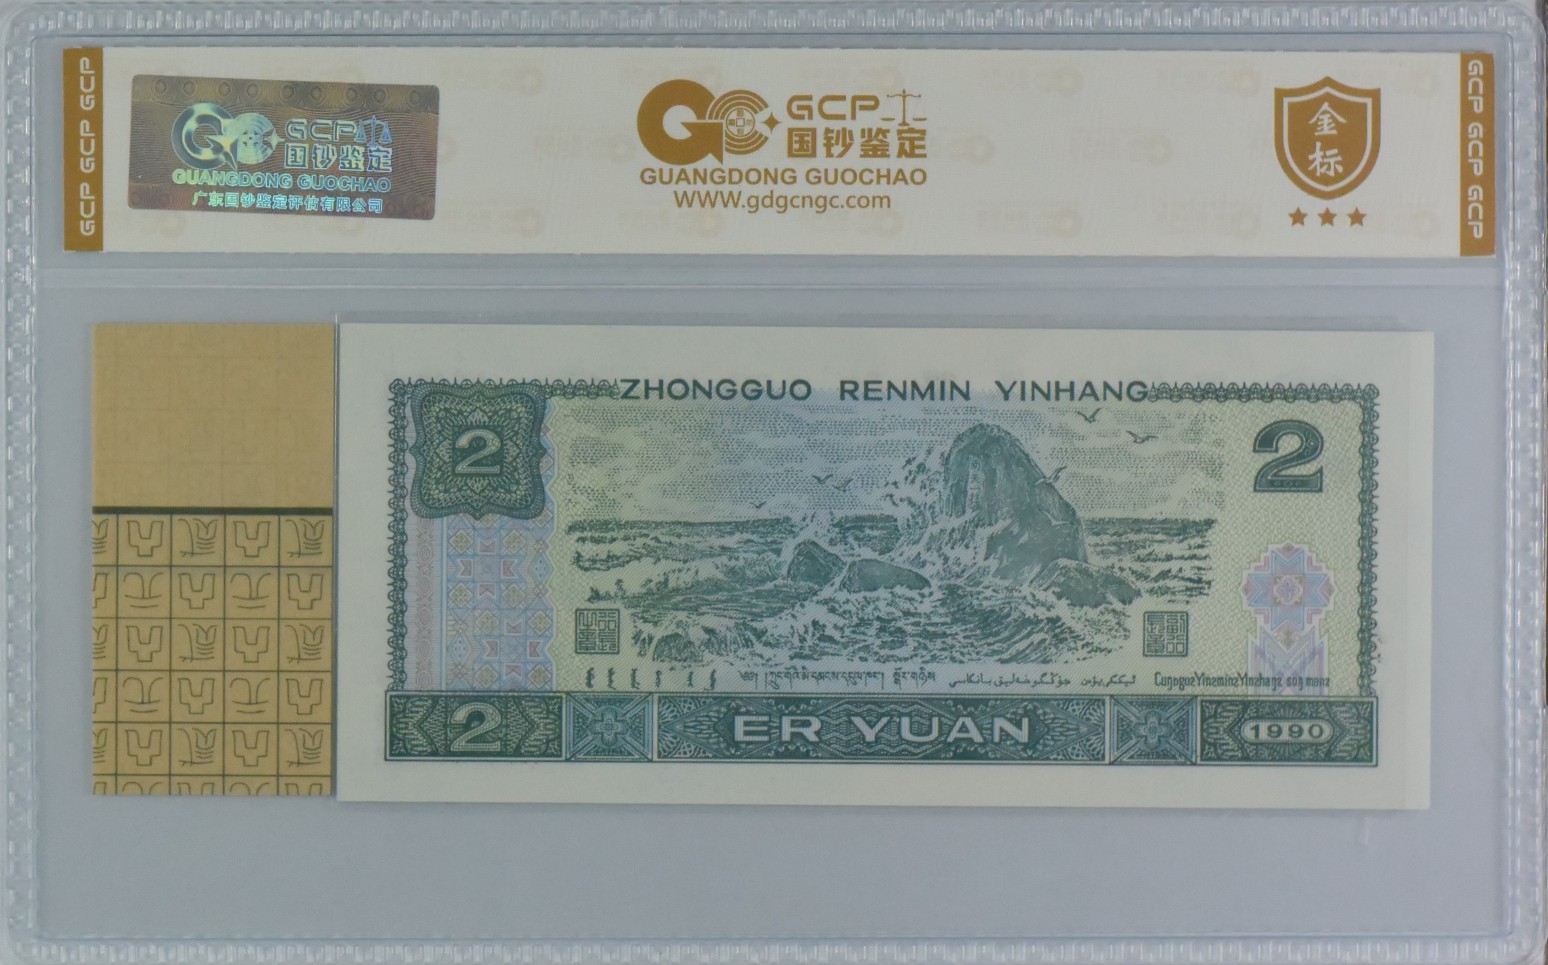 GCP GCP GCP
GCP 国钞鉴定
GUANGDONG GUOCHAO
广东国钞鉴定评估有限公司
GCP
国钞鉴定
GUANGDONG GUOCHAO
WWW.gdgcngc.com
金标
GCP GCP GCP
ZHONGGUO RENMIN YINHANG
2
2
2
ER YUAN
1990